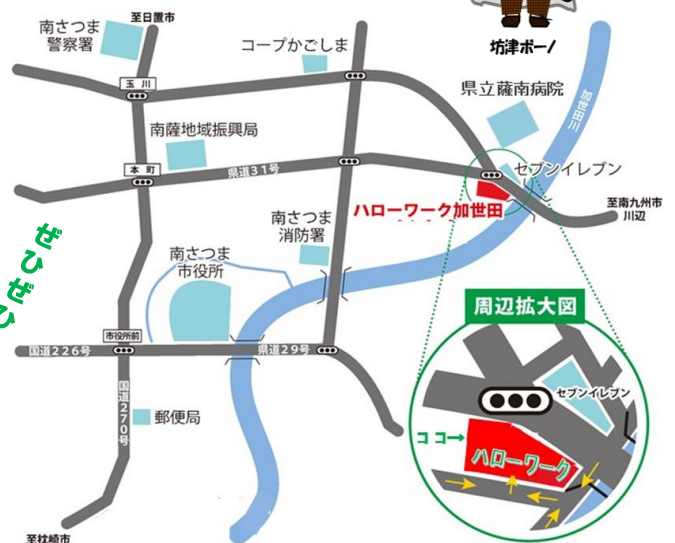 至日置市
南さつま
警察署
コープかごしま
坊津ボーノ
玉川
県立薩南病院
加世田川
南薩地域振興局
本町
県道31号
セブンイレブン
ハローワーク加世田
至南九州市
川辺
南さつま
消防署
ぜひぜひ
南さつま
市役所
周辺拡大図
市役所前
国道226号
県道29号
国道270号
郵便局
セブンイレブン
ココ→
ハローワーク
至枕崎市